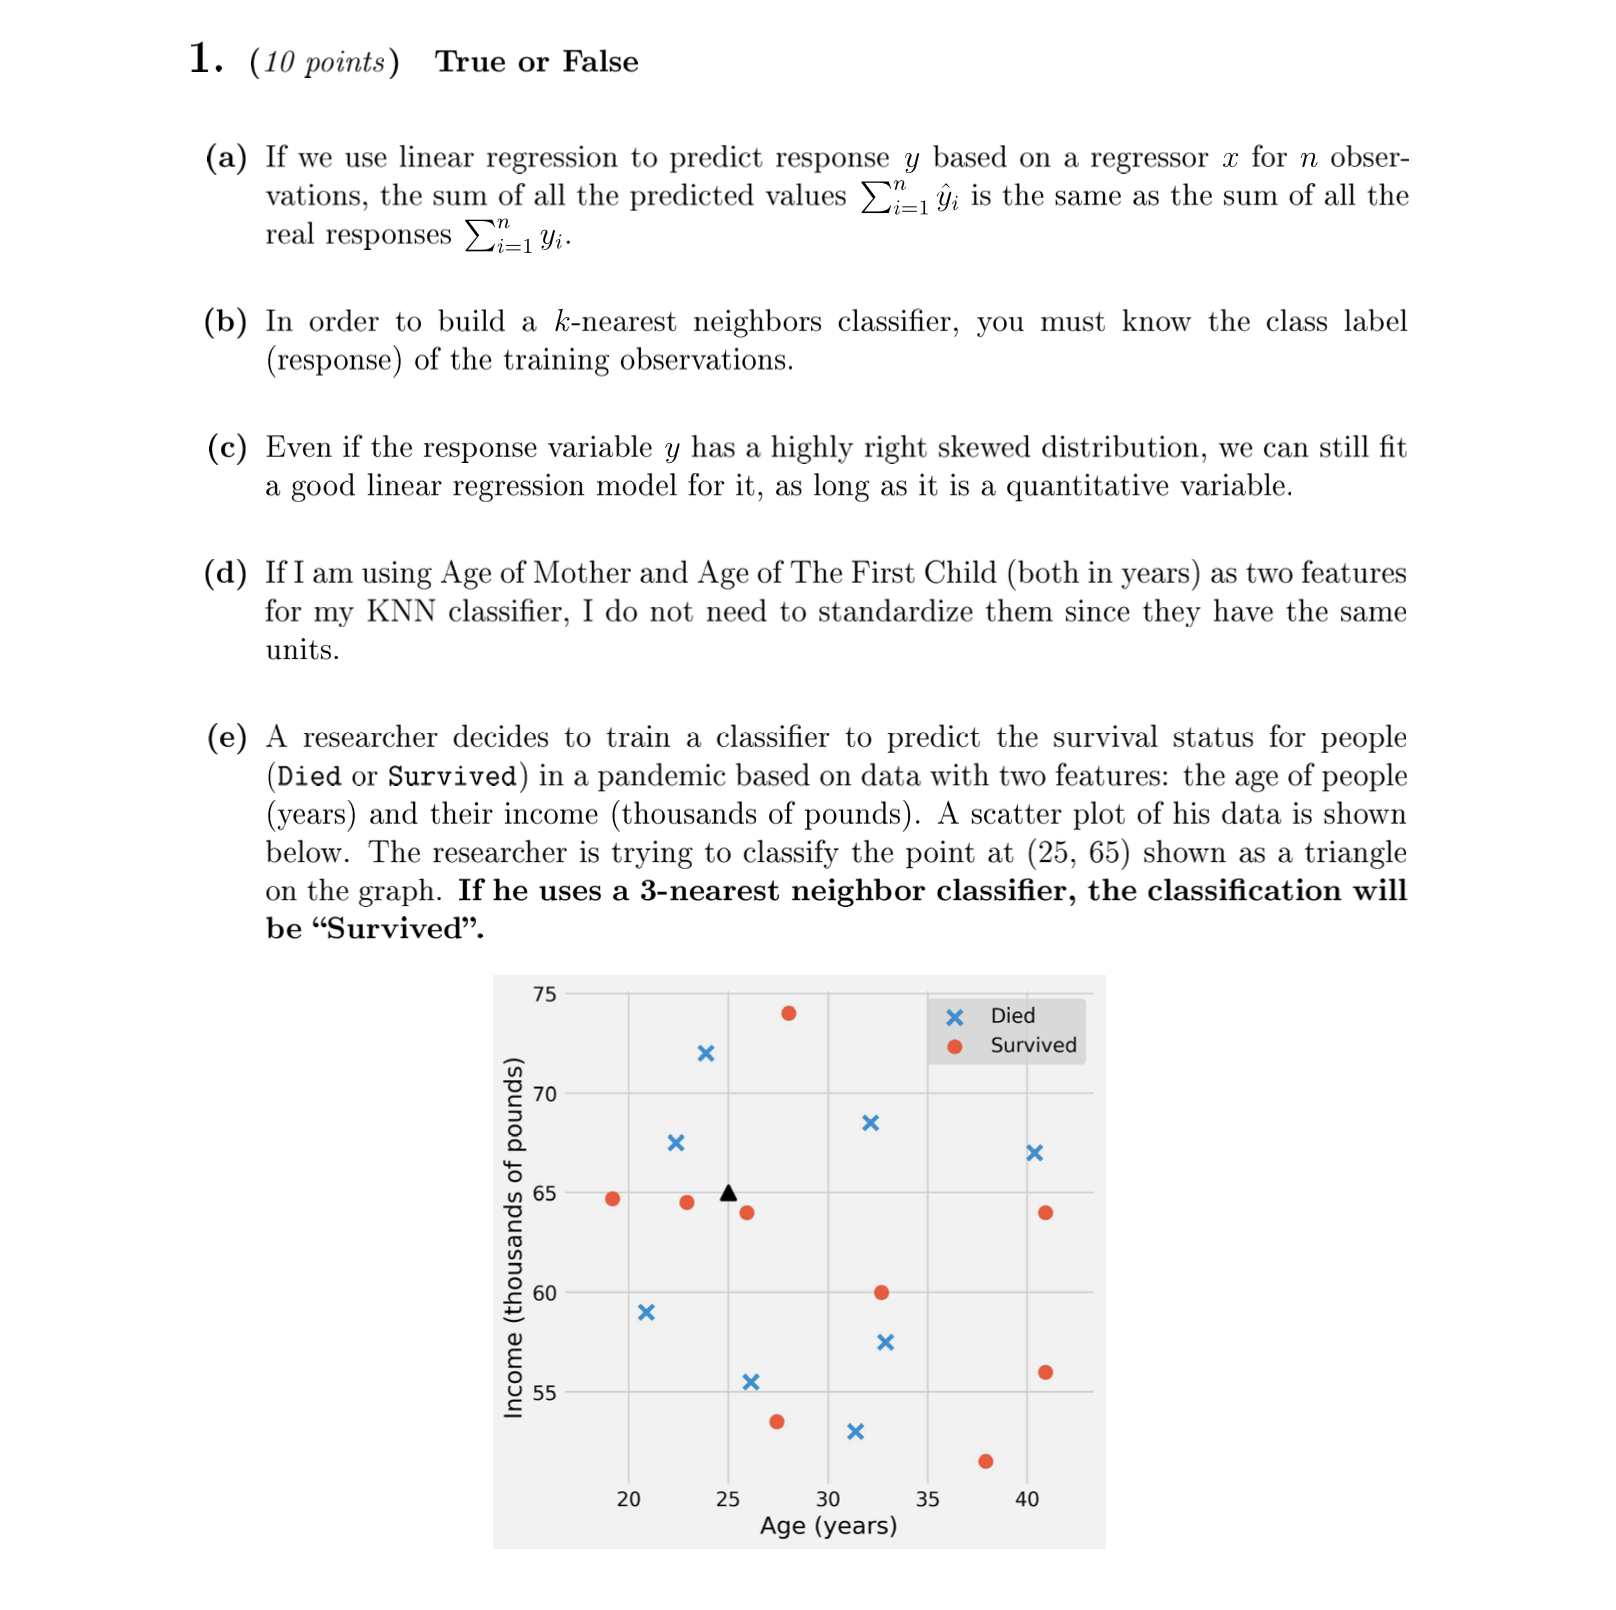 1. (10 points) True or False
(a) If we use linear regression to predict response y based on a regressor x for n obser-
vations, the sum of all the predicted values ∑ⁿᵢ₌₁ ŷᵢ is the same as the sum of all the
real responses ∑ⁿᵢ₌₁ yᵢ.
(b) In order to build a k-nearest neighbors classifier, you must know the class label
(response) of the training observations.
(c) Even if the response variable y has a highly right skewed distribution, we can still fit
a good linear regression model for it, as long as it is a quantitative variable.
(d) If I am using Age of Mother and Age of The First Child (both in years) as two features
for my KNN classifier, I do not need to standardize them since they have the same
units.
(e) A researcher decides to train a classifier to predict the survival status for people
(Died or Survived) in a pandemic based on data with two features: the age of people
(years) and their income (thousands of pounds). A scatter plot of his data is shown
below. The researcher is trying to classify the point at (25, 65) shown as a triangle
on the graph. If he uses a 3-nearest neighbor classifier, the classification will
be “Survived”.
75
Died
Survived
70
65
60
55
Income (thousands of pounds)
20 25 30 35 40
Age (years)